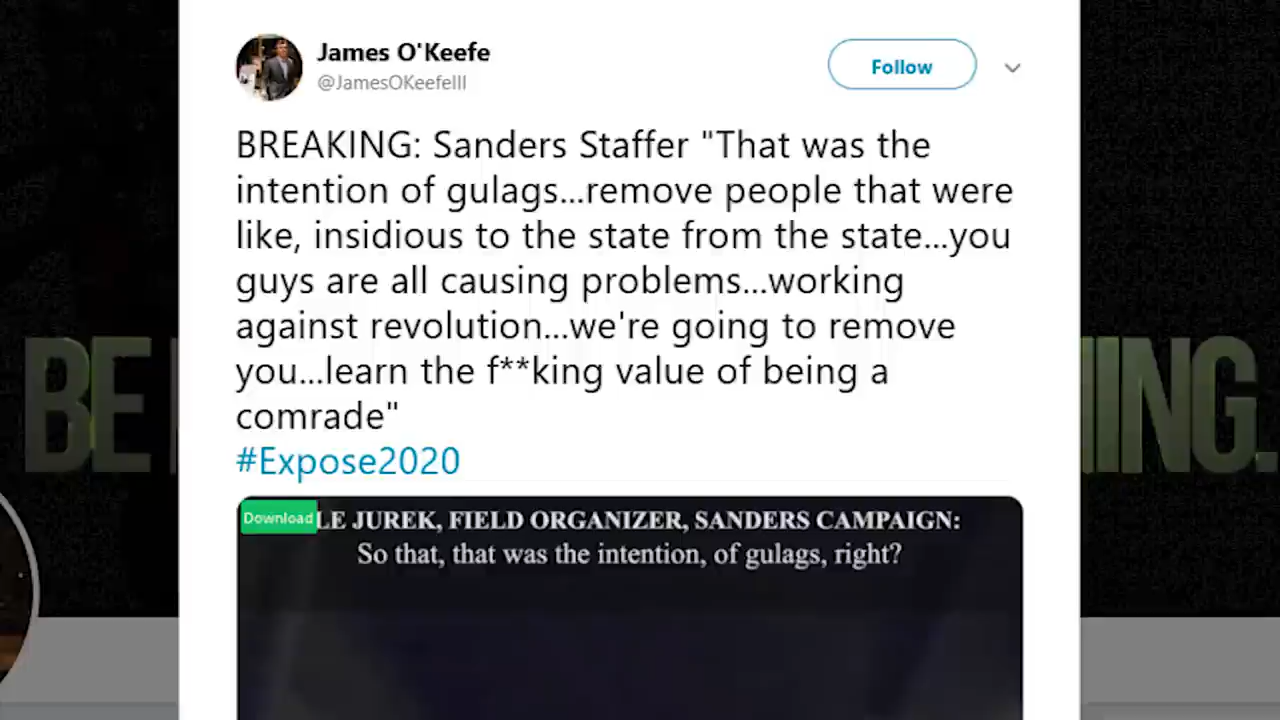 James O'Keefe
@JamesOKeefeIII
Follow
BREAKING: Sanders Staffer "That was the
intention of gulags...remove people that were
like, insidious to the state from the state...you
guys are all causing problems...working
against revolution...we're going to remove
you...learn the f**king value of being a
comrade"
#Expose2020
BE
ING.
Download
LE JUREK, FIELD ORGANIZER, SANDERS CAMPAIGN:
So that, that was the intention, of gulags, right?